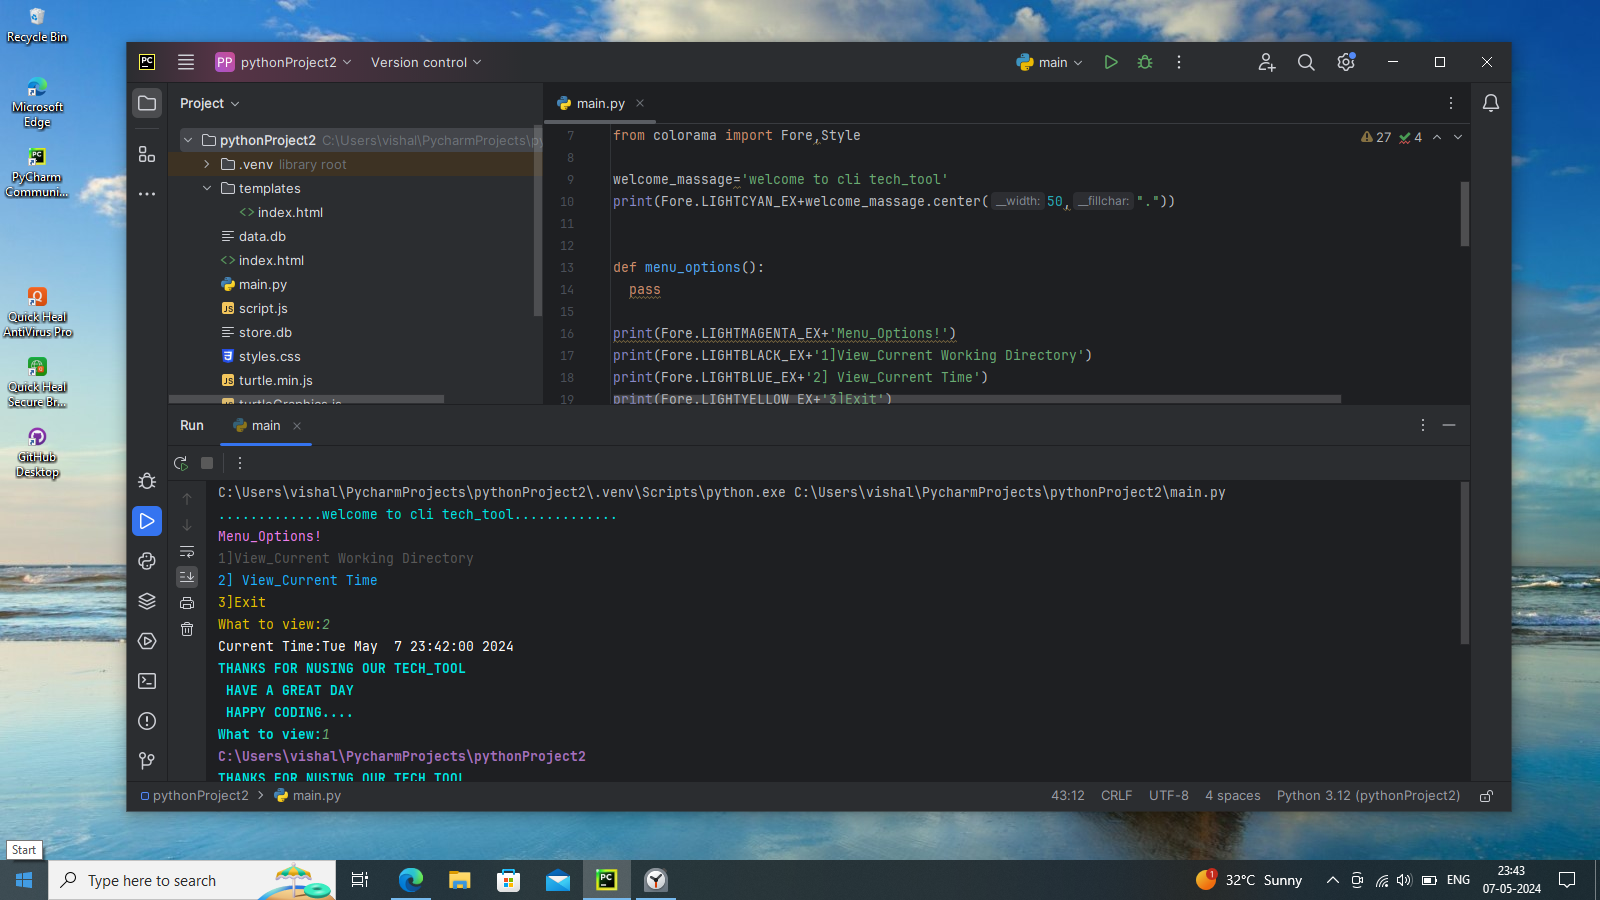 Recycle Bin
Microsoft
Edge
PyCharm
Communi...
Quick Heal
AntiVirus Pro
Quick Heal
Secure Br...
GitHub
Desktop
PC
PP pythonProject2
Version control
main
Project
main.py
pythonProject2 C:\Users\vishal\PycharmProjects\py
.venv library root
templates
index.html
data.db
index.html
main.py
script.js
store.db
styles.css
turtle.min.js
turtleGraphics.js
27 4
7 from colorama import Fore,Style
8
9 welcome_massage='welcome to cli tech_tool'
10 print(Fore.LIGHTCYAN_EX+welcome_massage.center( __width: 50, __fillchar: "."))
11
12
13 def menu_options():
14 pass
15
16 print(Fore.LIGHTMAGENTA_EX+'Menu_Options!')
17 print(Fore.LIGHTBLACK_EX+'1]View_Current Working Directory')
18 print(Fore.LIGHTBLUE_EX+'2] View_Current Time')
19 print(Fore.LIGHTYELLOW_EX+'3]Exit')
Run
main
C:\Users\vishal\PycharmProjects\pythonProject2\.venv\Scripts\python.exe C:\Users\vishal\PycharmProjects\pythonProject2\main.py
.............welcome to cli tech_tool.............
Menu_Options!
1]View_Current Working Directory
2] View_Current Time
3]Exit
What to view:2
Current Time:Tue May  7 23:42:00 2024
THANKS FOR NUSING OUR TECH_TOOL
HAVE A GREAT DAY
HAPPY CODING....
What to view:1
C:\Users\vishal\PycharmProjects\pythonProject2
THANKS FOR NUSING OUR TECH_TOOL
pythonProject2 > main.py
43:12 CRLF UTF-8 4 spaces Python 3.12 (pythonProject2)
Start
Type here to search
PC
1
32°C Sunny
ENG
23:43
07-05-2024